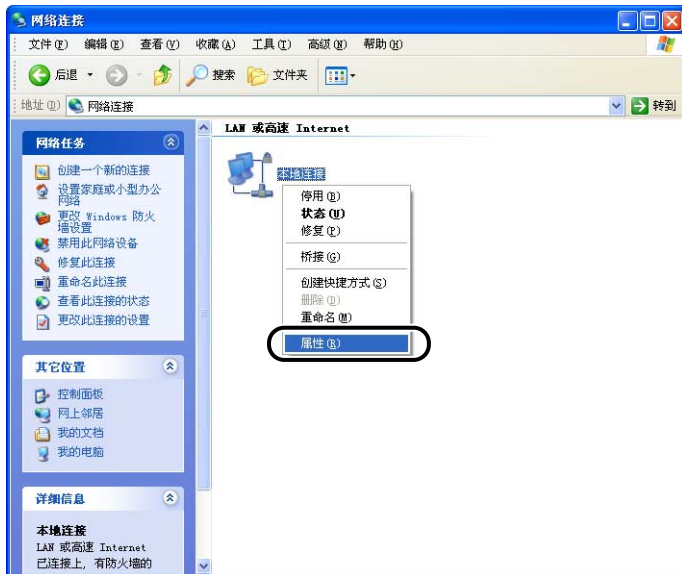 网络连接
文件(F) 编辑(E) 查看(V) 收藏(A) 工具(T) 高级(N) 帮助(H)
后退 搜索 文件夹
地址(D) 网络连接 转到
网络任务
创建一个新的连接
设置家庭或小型办公
网络
更改 Windows 防火
墙设置
禁用此网络设备
修复此连接
重命名此连接
查看此连接的状态
更改此连接的设置
其它位置
控制面板
网上邻居
我的文档
我的电脑
详细信息
本地连接
LAN 或高速 Internet
已连接上, 有防火墙的
LAN 或高速 Internet
本地连接
停用(B)
状态(U)
修复(P)
桥接(G)
创建快捷方式(S)
删除(D)
重命名(M)
属性(R)